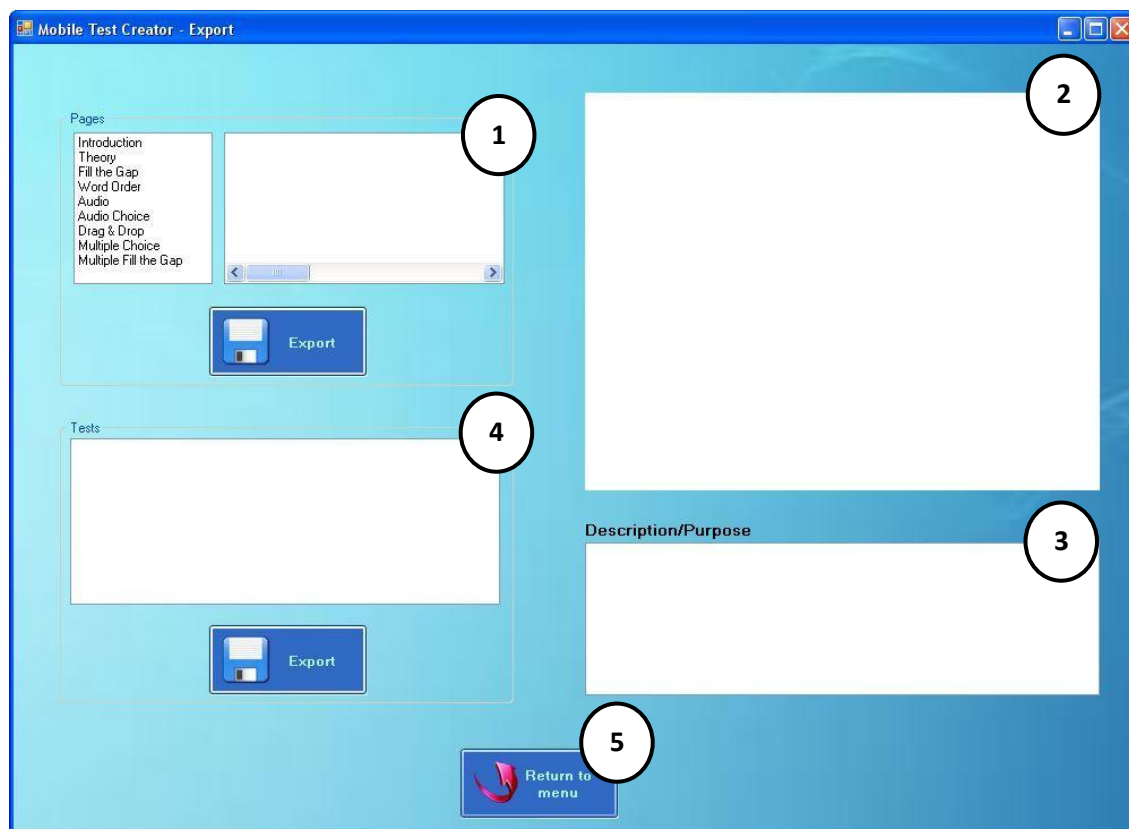 Mobile Test Creator - Export
Pages
1
Introduction
Theory
Fill the Gap
Word Order
Audio
Audio Choice
Drag & Drop
Multiple Choice
Multiple Fill the Gap
Export
2
Tests
4
Export
Description/Purpose
3
5
Return to
menu